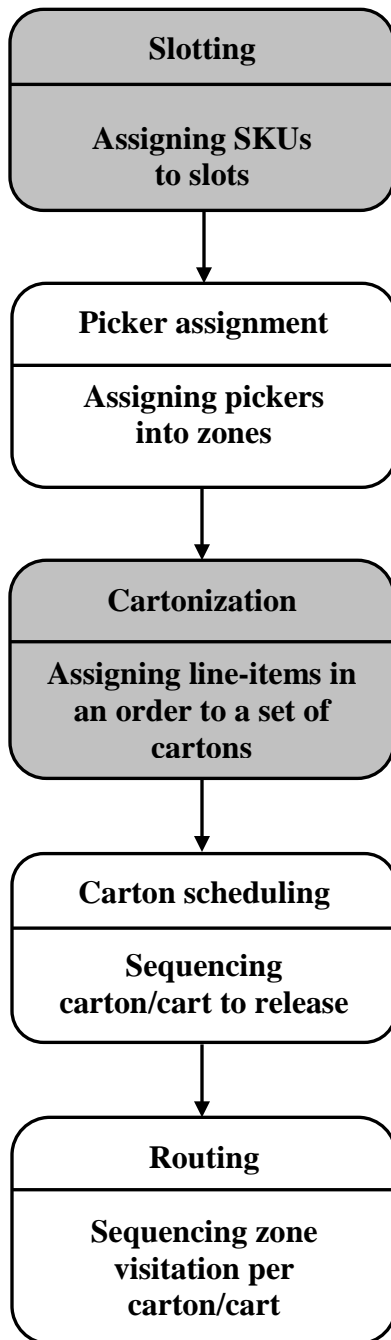 Slotting
Assigning SKUs
to slots
Picker assignment
Assigning pickers
into zones
Cartonization
Assigning line-items in
an order to a set of
cartons
Carton scheduling
Sequencing
carton/cart to release
Routing
Sequencing zone
visitation per
carton/cart